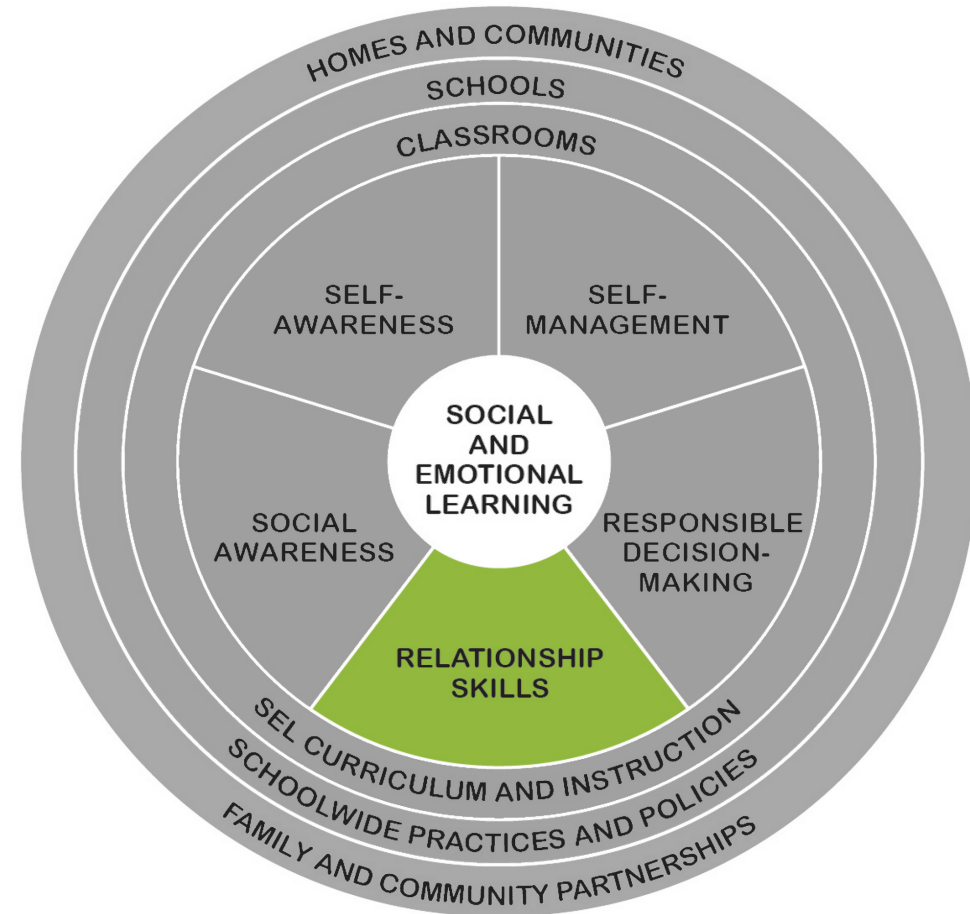 HOMES AND COMMUNITIES
SCHOOLS
CLASSROOMS
SELF-
AWARENESS
SELF-
MANAGEMENT
SOCIAL
AND
EMOTIONAL
LEARNING
SOCIAL
AWARENESS
RESPONSIBLE
DECISION-
MAKING
RELATIONSHIP
SKILLS
SEL CURRICULUM AND INSTRUCTION
SCHOOLWIDE PRACTICES AND POLICIES
FAMILY AND COMMUNITY PARTNERSHIPS